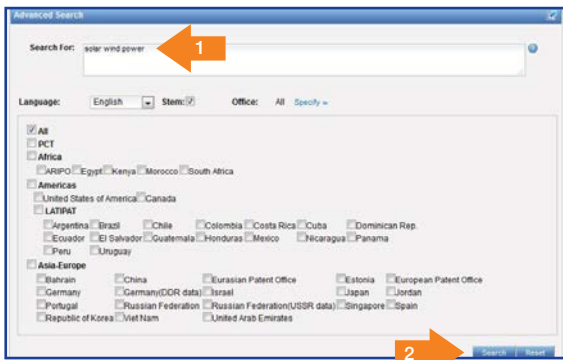 Advanced Search
Search For: solar wind power 1
Language: English Stem: Office: All Specify »
All
PCT
Africa
ARIPO Egypt Kenya Morocco South Africa
Americas
United States of America Canada
LATIPAT
Argentina Brazil Chile Colombia Costa Rica Cuba Dominican Rep.
Ecuador El Salvador Guatemala Honduras Mexico Nicaragua Panama
Peru Uruguay
Asia-Europe
Bahrain China Eurasian Patent Office Estonia European Patent Office
Germany Germany(DDR data) Israel Japan Jordan
Portugal Russian Federation Russian Federation(USSR data) Singapore Spain
Republic of Korea Viet Nam United Arab Emirates
2 Search Reset